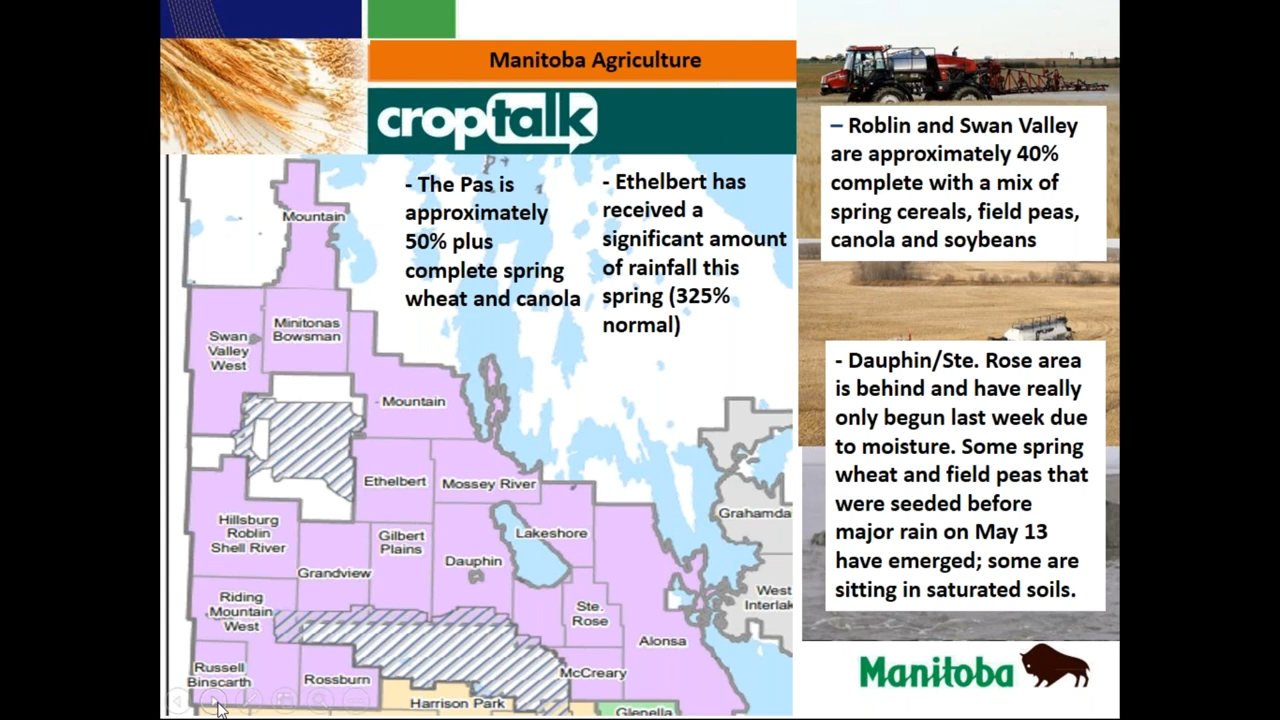 Manitoba Agriculture
croptalk
- The Pas is
approximately
50% plus
complete spring
wheat and canola
- Ethelbert has
received a
significant amount
of rainfall this
spring (325%
normal)
– Roblin and Swan Valley
are approximately 40%
complete with a mix of
spring cereals, field peas,
canola and soybeans
- Dauphin/Ste. Rose area
is behind and have really
only begun last week due
to moisture. Some spring
wheat and field peas that
were seeded before
major rain on May 13
have emerged; some are
sitting in saturated soils.
Mountain
Minitonas
Bowsman
Swan
Valley
West
Mountain
Ethelbert
Mossey River
Hillsburg
Roblin
Shell River
Gilbert
Plains
Lakeshore
Grahamda
Dauphin
Grandview
Riding
Mountain
West
Ste.
Rose
West
Interlak
Alonsa
Russell
Binscarth
Rossburn
McCreary
Harrison Park
Glenella
Manitoba